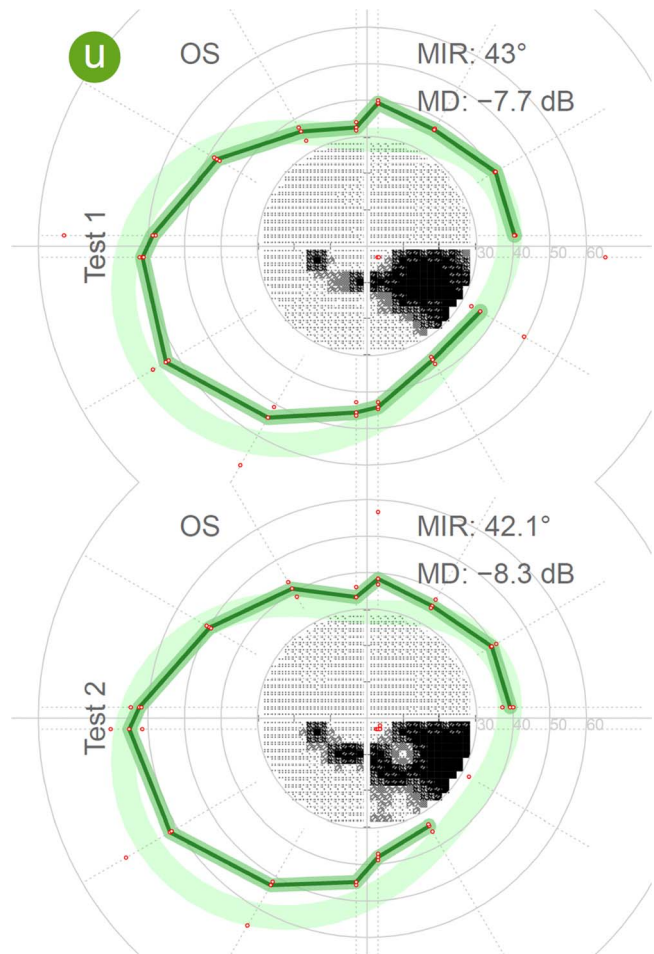 u
OS
MIR: 43°
MD: −7.7 dB
Test 1
30 40 50 60
OS
MIR: 42.1°
MD: −8.3 dB
Test 2
30 40 50 60